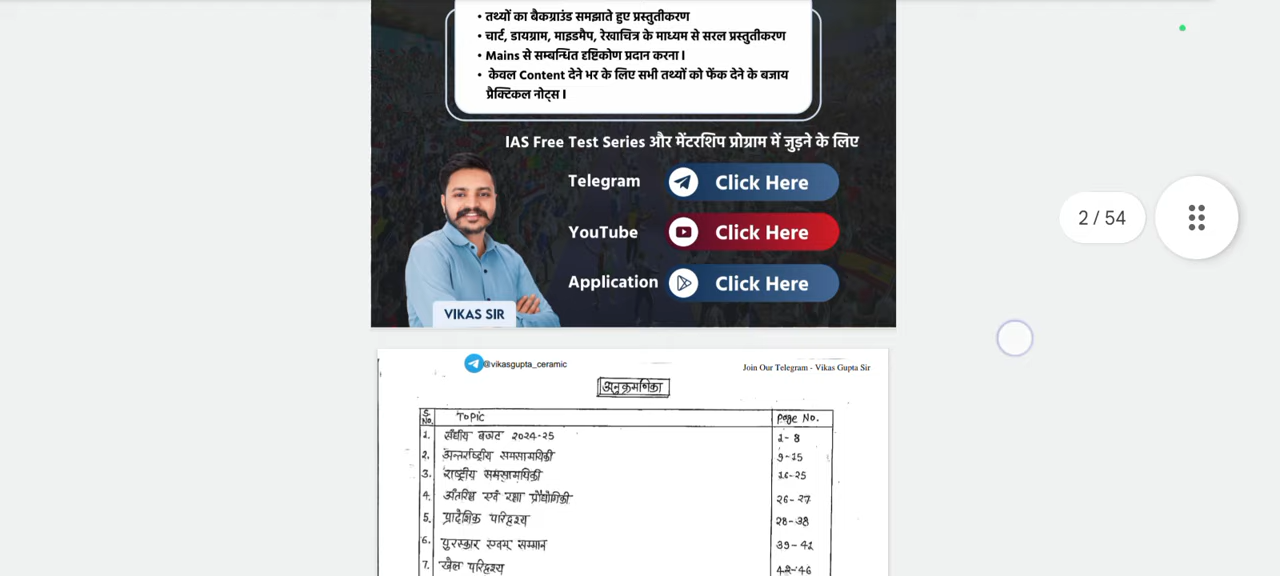 • तथ्यों का बैकग्राउंड समझाते हुए प्रस्तुतीकरण
• चार्ट, डायग्राम, माइडमैप, रेखाचित्र के माध्यम से सरल प्रस्तुतीकरण
• Mains से सम्बन्धित दृष्टिकोण प्रदान करना।
• केवल Content देने भर के लिए सभी तथ्यों को फेंक देने के बजाय
प्रैक्टिकल नोट्स।
IAS Free Test Series और मेंटरशिप प्रोग्राम में जुड़ने के लिए
Telegram Click Here
2 / 54
YouTube Click Here
Application Click Here
VIKAS SIR
@vikasgupta_ceramic Join Our Telegram - Vikas Gupta Sir
अनुक्रमणिका
S. No. Topic Page No.
1. संघीय बजट 2024-25 1-8
2. अन्तर्राष्ट्रीय समसामयिकी 9-15
3. राष्ट्रीय समसामयिकी 16-25
4. अंतरिक्ष एवं रक्षा प्रौद्योगिकी 26-27
5. प्रादेशिक परिदृश्य 28-38
6. पुरस्कार एवम् सम्मान 39-41
7. खेल परिदृश्य 42-46